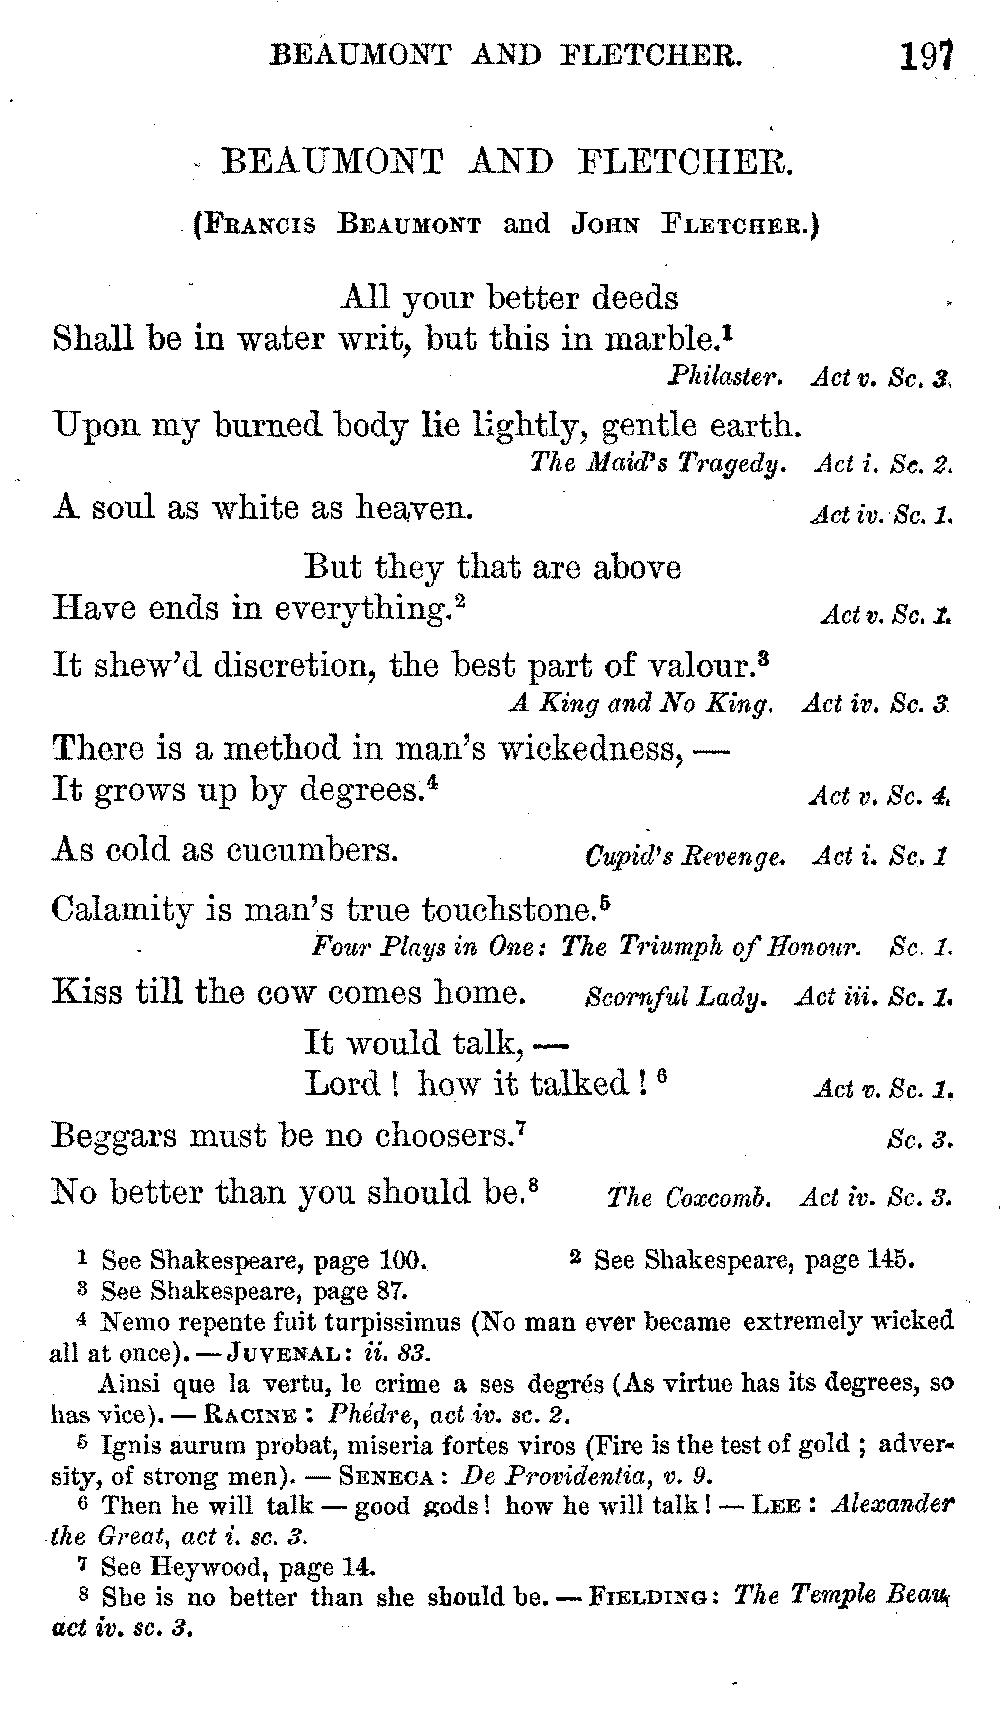 BEAUMONT AND FLETCHER. 197
BEAUMONT AND FLETCHER.
(FRANCIS BEAUMONT and JOHN FLETCHER.)
All your better deeds
Shall be in water writ, but this in marble.¹
Philaster. Act v. Sc. 3.
Upon my burned body lie lightly, gentle earth.
The Maid's Tragedy. Act i. Sc. 2.
A soul as white as heaven. Act iv. Sc. 1.
But they that are above
Have ends in everything.² Act v. Sc. 1.
It shew'd discretion, the best part of valour.³
A King and No King. Act iv. Sc. 3.
There is a method in man's wickedness, —
It grows up by degrees.⁴ Act v. Sc. 4.
As cold as cucumbers. Cupid's Revenge. Act i. Sc. 1
Calamity is man's true touchstone.⁵
Four Plays in One: The Triumph of Honour. Sc. 1.
Kiss till the cow comes home. Scornful Lady. Act iii. Sc. 1.
It would talk, —
Lord! how it talked!⁶ Act v. Sc. 1.
Beggars must be no choosers.⁷ Sc. 3.
No better than you should be.⁸ The Coxcomb. Act iv. Sc. 3.
¹ See Shakespeare, page 100. ² See Shakespeare, page 145.
³ See Shakespeare, page 87.
⁴ Nemo repente fuit turpissimus (No man ever became extremely wicked
all at once). — JUVENAL: ii. 83.
Ainsi que la vertu, le crime a ses degrés (As virtue has its degrees, so
has vice). — RACINE: Phédre, act iv. sc. 2.
⁵ Ignis aurum probat, miseria fortes viros (Fire is the test of gold; adver-
sity, of strong men). — SENECA: De Providentia, v. 9.
⁶ Then he will talk — good gods! how he will talk! — LEE: Alexander
the Great, act i. sc. 3.
⁷ See Heywood, page 14.
⁸ She is no better than she should be. — FIELDING: The Temple Beau,
act iv. sc. 3.